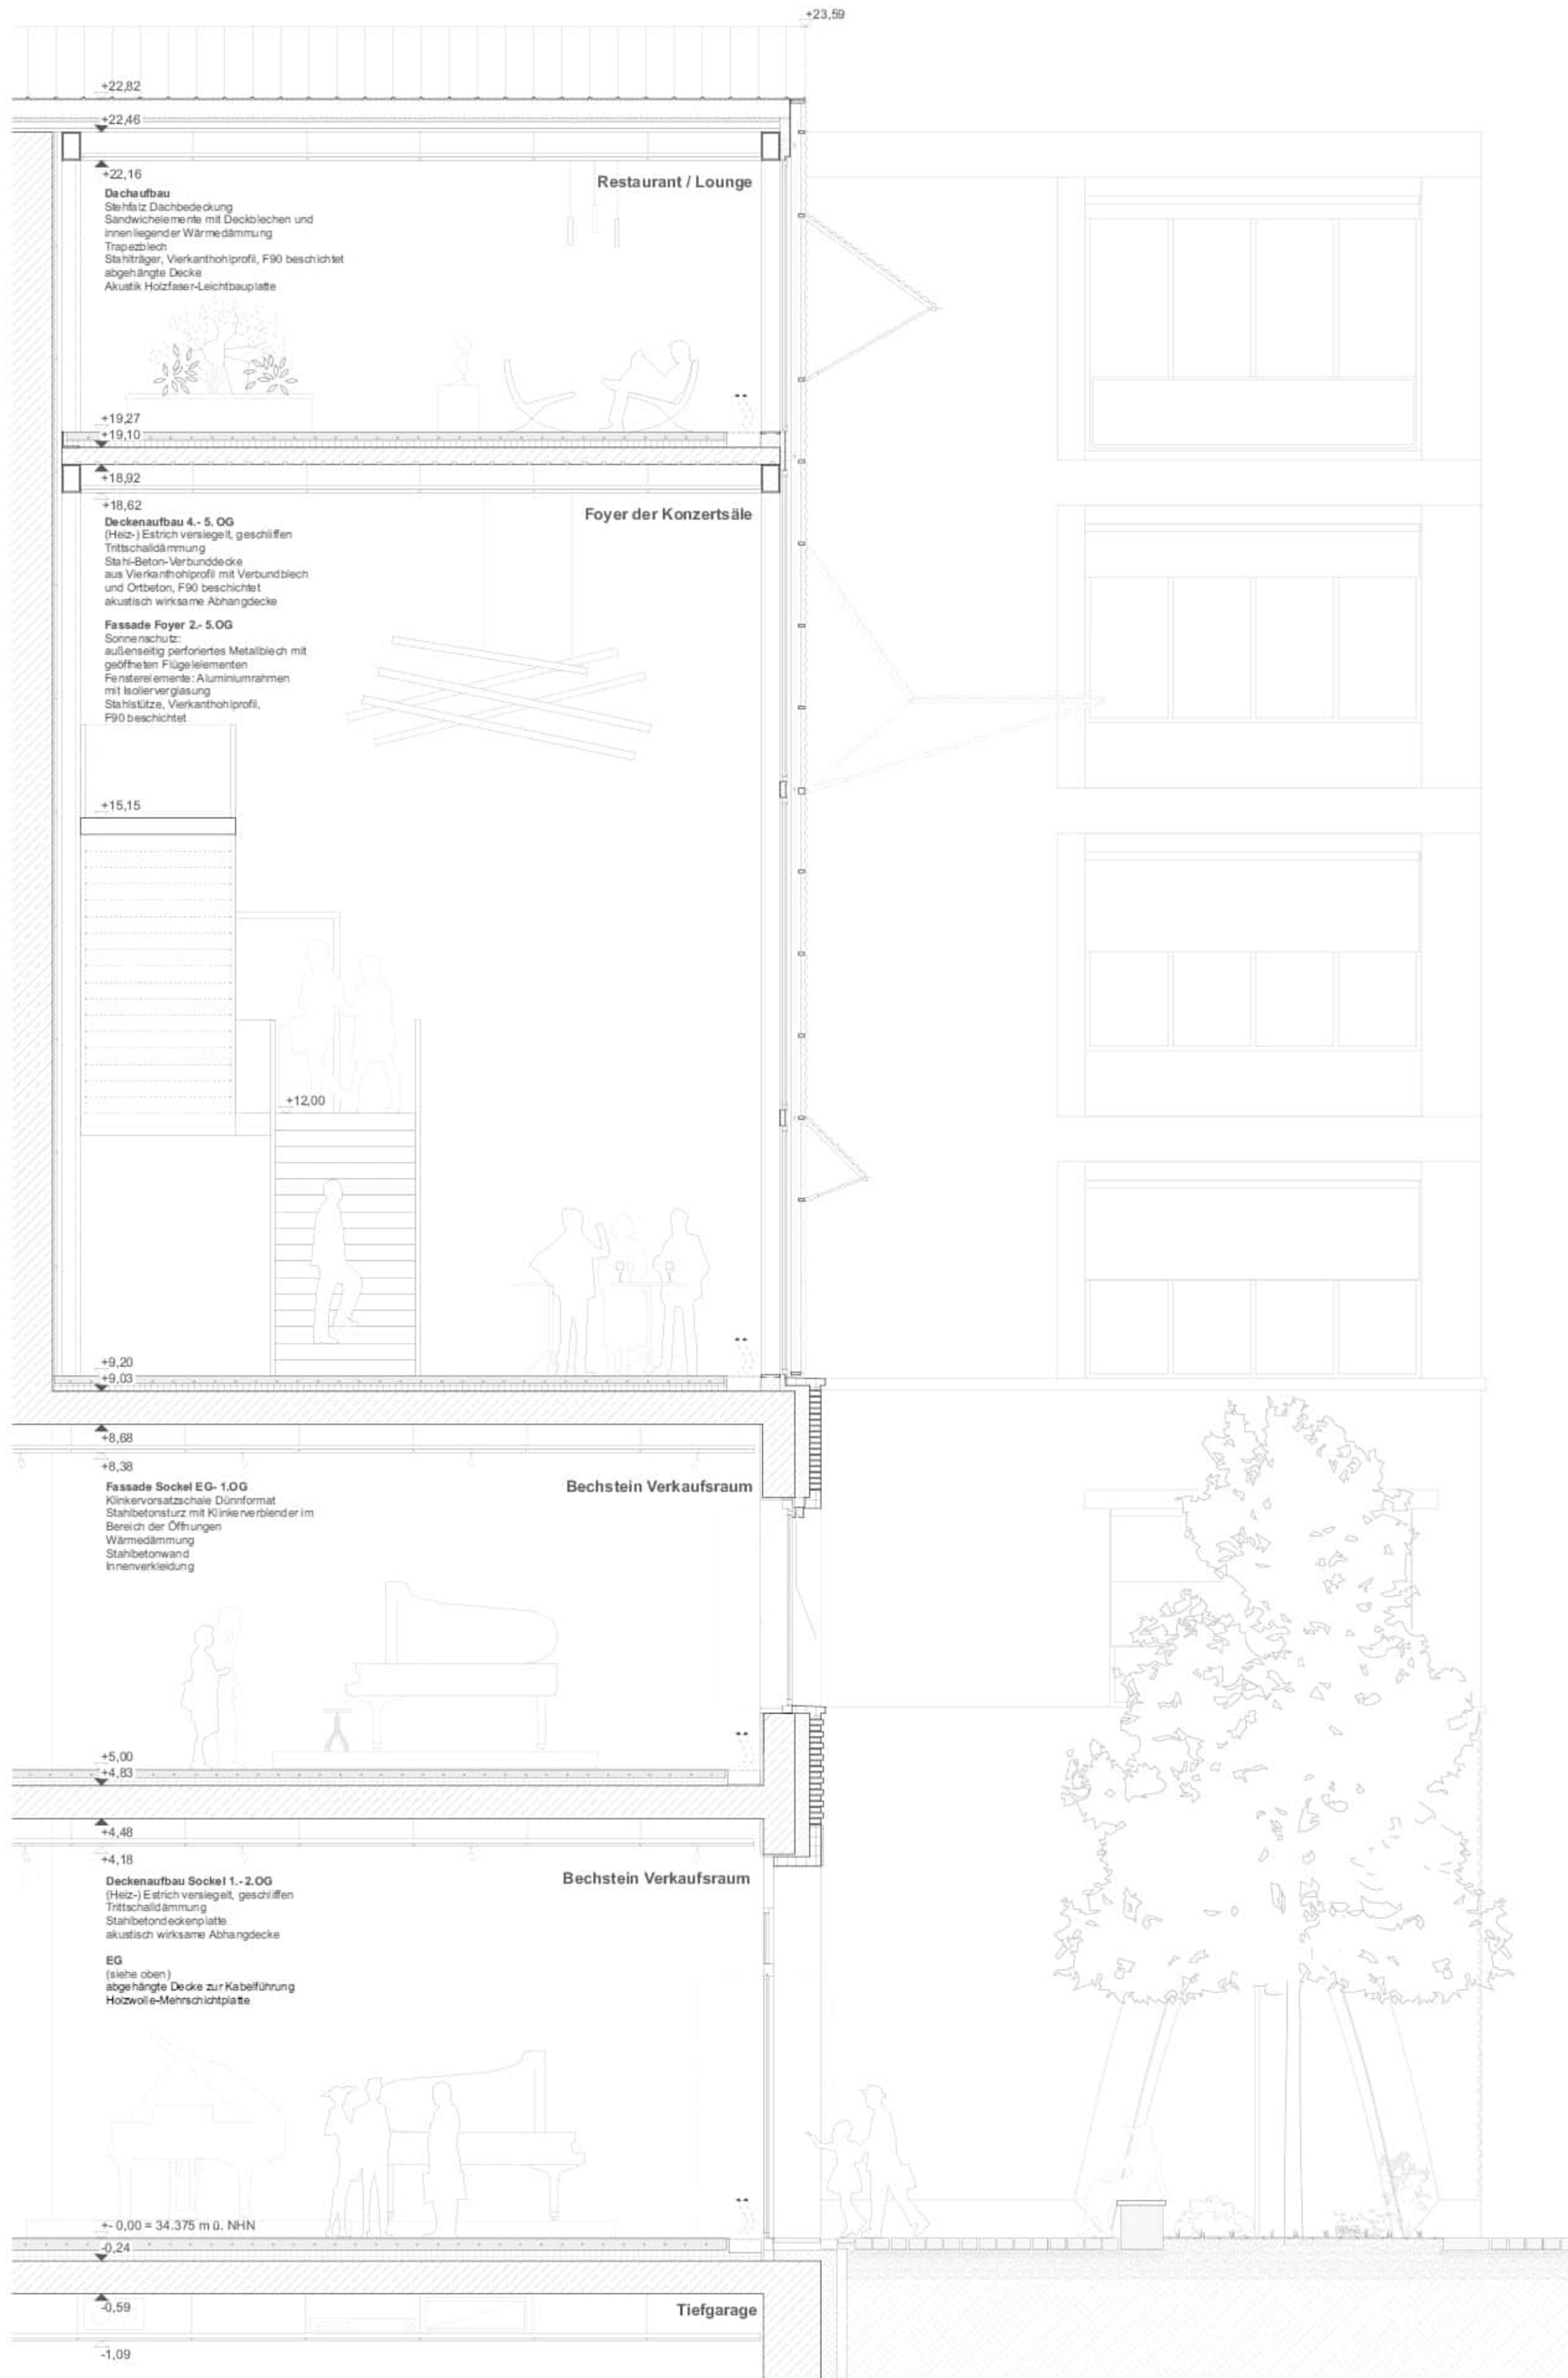 +23,59
+22,82
+22,46
+22,16
Restaurant / Lounge
Dachaufbau
Stehfalz Dachbedeckung
Sandwichelemente mit Deckblechen und
innenliegender Wärmedämmung
Trapezblech
Stahlträger, Vierkanthohlprofil, F90 beschichtet
abgehängte Decke
Akustik Holzfaser-Leichtbauplatte
+19,27
+19,10
+18,92
+18,62
Foyer der Konzertsäle
Deckenaufbau 4.- 5. OG
(Heiz-) Estrich versiegelt, geschliffen
Trittschalldämmung
Stahl-Beton-Verbunddecke
aus Vierkanthohlprofil mit Verbundblech
und Ortbeton, F90 beschichtet
akustisch wirksame Abhangdecke
Fassade Foyer 2.- 5.OG
Sonnenschutz:
außenseitig perforiertes Metallblech mit
geöffneten Flügelelementen
Fensterelemente: Aluminiumrahmen
mit Isolierverglasung
Stahlstütze, Vierkanthohlprofil,
F90 beschichtet
+15,15
+12,00
+9,20
+9,03
+8,68
+8,38
Bechstein Verkaufsraum
Fassade Sockel EG- 1.OG
Klinkervorsatzschale Dünnformat
Stahlbetonsturz mit Klinkerverblender im
Bereich der Öffnungen
Wärmedämmung
Stahlbetonwand
Innenverkleidung
+5,00
+4,83
+4,48
+4,18
Bechstein Verkaufsraum
Deckenaufbau Sockel 1.- 2.OG
(Heiz-) Estrich versiegelt, geschliffen
Trittschalldämmung
Stahlbetondeckenplatte
akustisch wirksame Abhangdecke
EG
(siehe oben)
abgehängte Decke zur Kabelführung
Holzwolle-Mehrschichtplatte
+- 0,00 = 34.375 m ü. NHN
-0,24
-0,59
Tiefgarage
-1,09